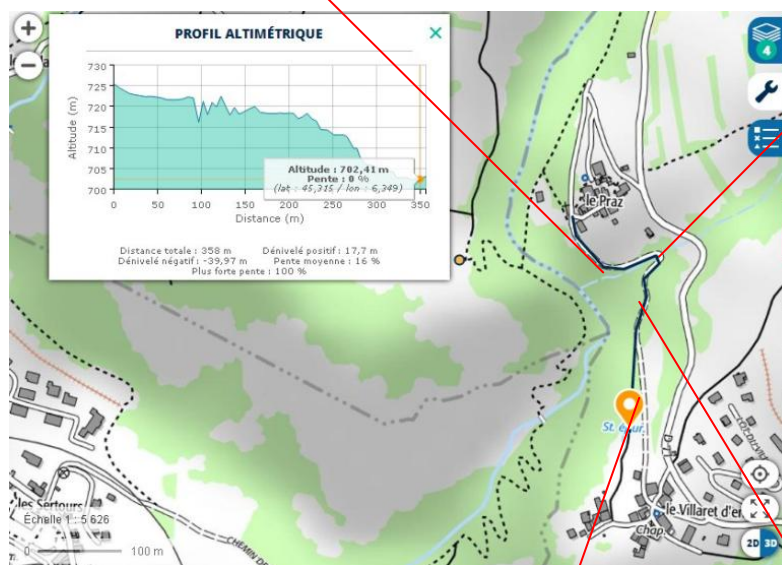 PROFIL ALTIMÉTRIQUE
730
725
720
715
710
705
700
Altitude (m)
0
50
100
150
200
250
300
350
Distance (m)
Altitude : 702,41 m
Pente : 0 %
(lat : 45,315 / lon : 6,349)
Distance totale : 358 m
Dénivelé positif : 17,7 m
Dénivelé négatif : -39,97 m
Pente moyenne : 16 %
Plus forte pente : 100 %
4
le Praz
les Sertours
Échelle 1 : 5 626
0
100 m
le Villaret d'e
Chap.
2D
3D